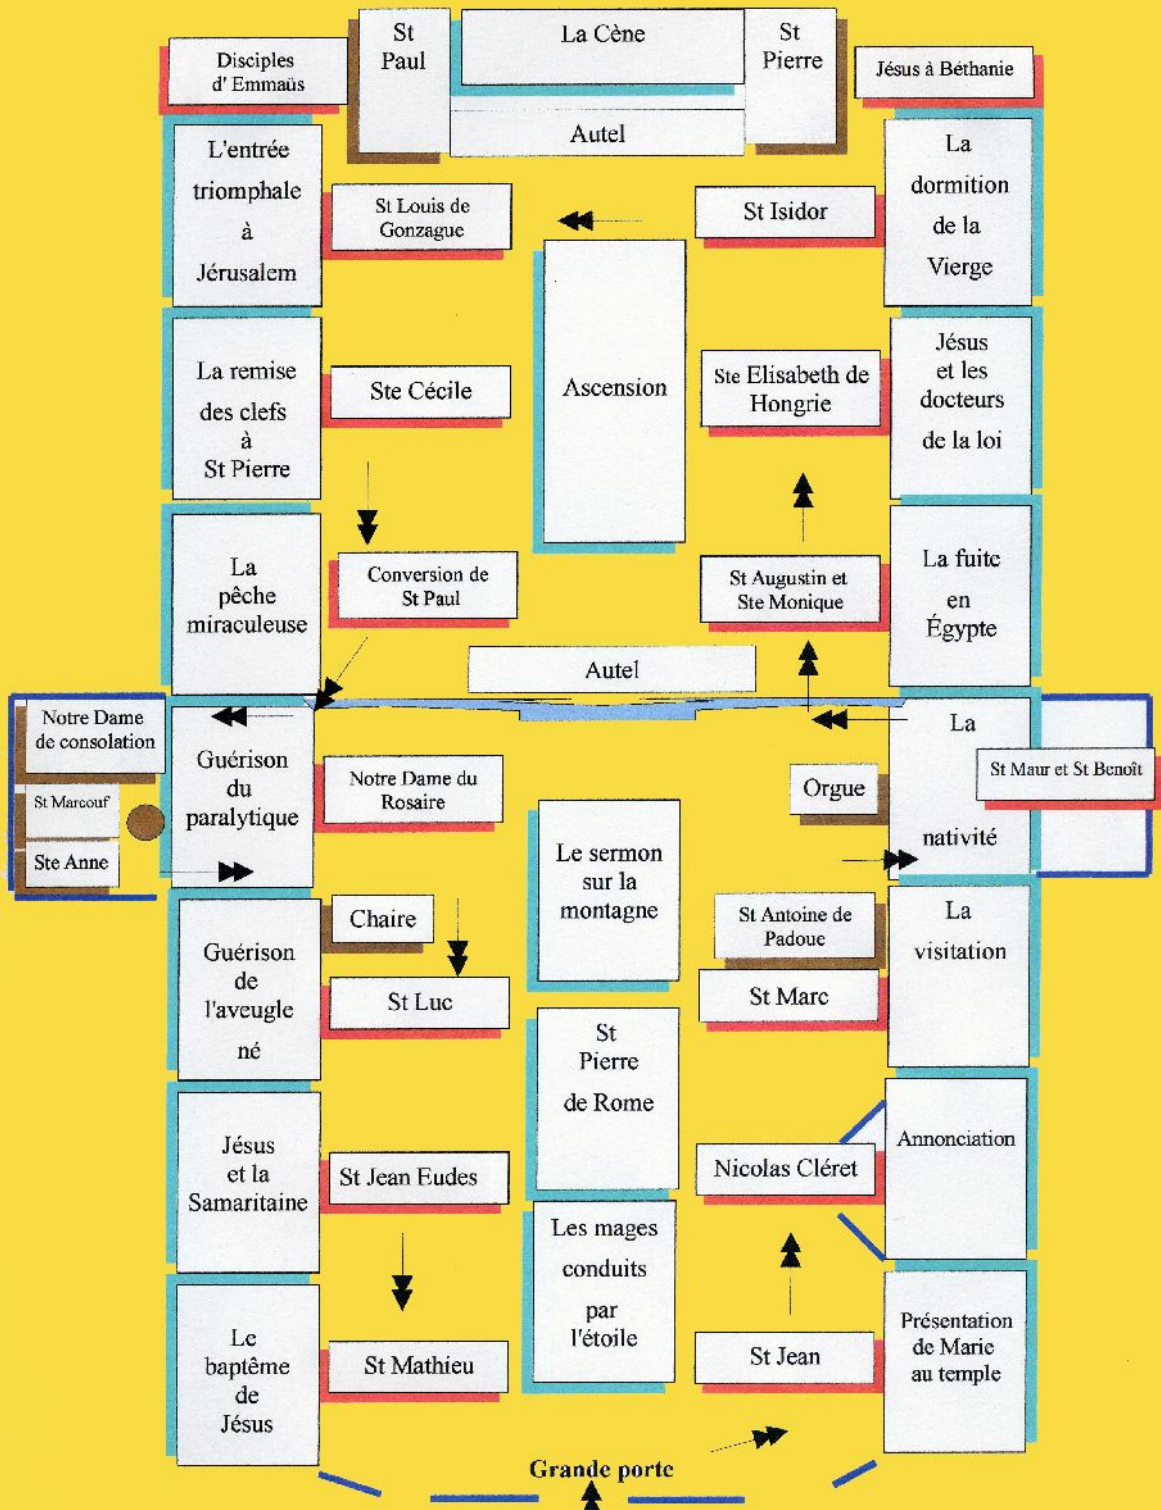 Disciples
d' Emmaüs
St
Paul
La Cène
St
Pierre
Jésus à Béthanie
Autel
L'entrée
triomphale
à
Jérusalem
St Louis de
Gonzague
St Isidor
La
dormition
de la
Vierge
La remise
des clefs
à
St Pierre
Ste Cécile
Ascension
Ste Elisabeth de
Hongrie
Jésus
et les
docteurs
de la loi
La
pêche
miraculeuse
Conversion de
St Paul
St Augustin et
Ste Monique
La fuite
en
Égypte
Autel
Notre Dame
de consolation
St Marcouf
Ste Anne
Guérison
du
paralytique
Notre Dame du
Rosaire
Orgue
La
nativité
St Maur et St Benoît
Le sermon
sur la
montagne
Guérison
de
l'aveugle
né
Chaire
St Luc
St Antoine de
Padoue
St Marc
La
visitation
St
Pierre
de Rome
Jésus
et la
Samaritaine
St Jean Eudes
Nicolas Cléret
Annonciation
Les mages
conduits
par
l'étoile
Le
baptême
de
Jésus
St Mathieu
St Jean
Présentation
de Marie
au temple
Grande porte